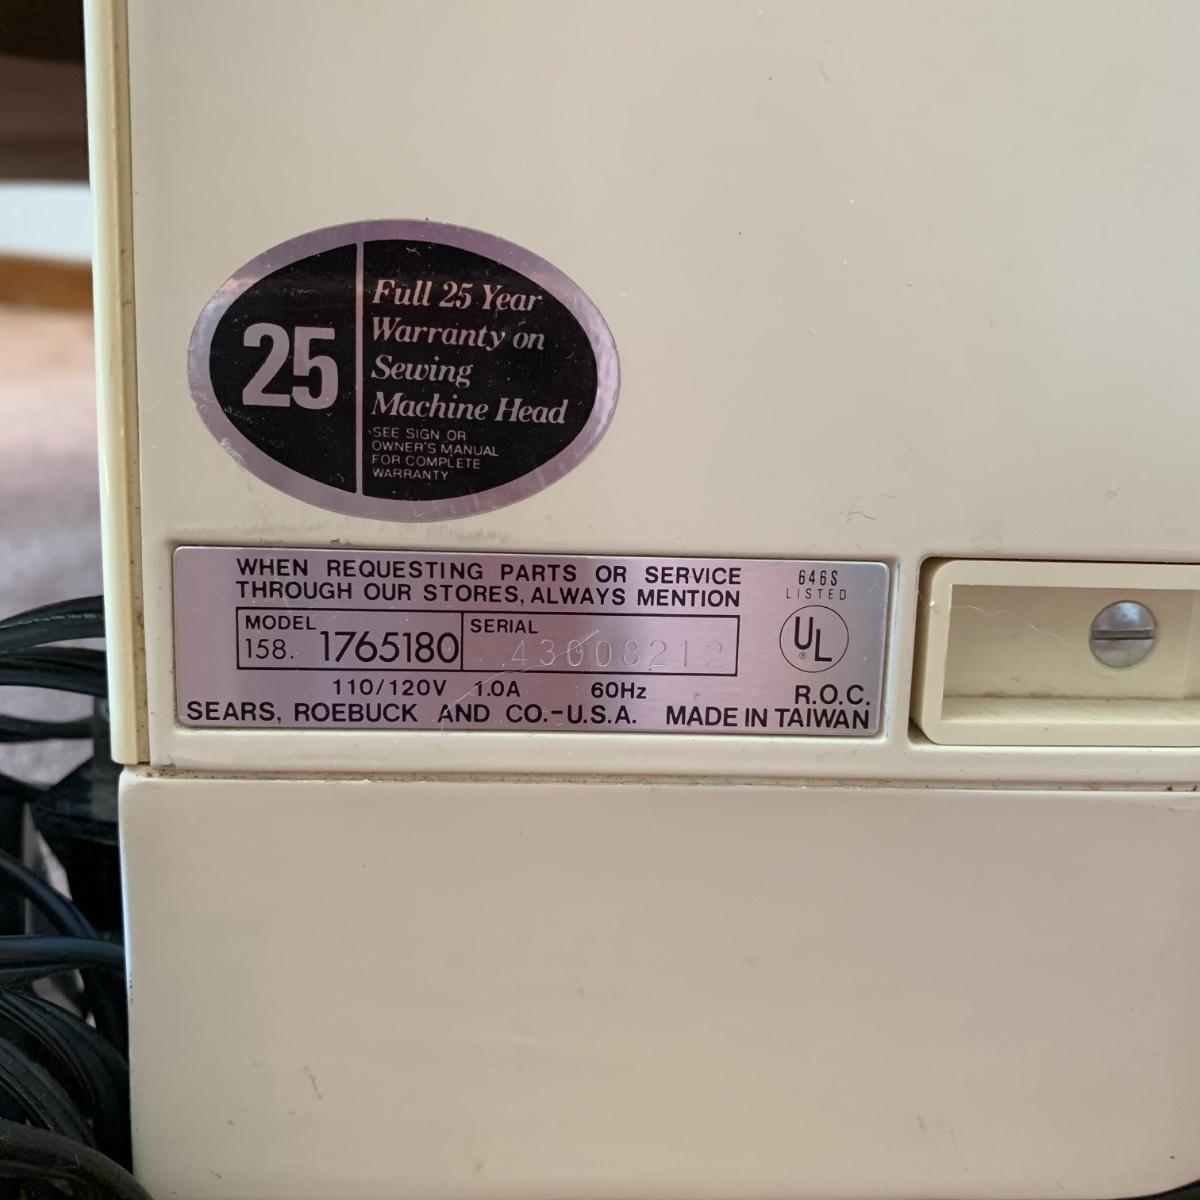 25
Full 25 Year
Warranty on
Sewing
Machine Head
SEE SIGN OR
OWNER'S MANUAL
FOR COMPLETE
WARRANTY
WHEN REQUESTING PARTS OR SERVICE
THROUGH OUR STORES, ALWAYS MENTION
MODEL
158. 1765180
SERIAL
43008212
110/120V 1.0A 60Hz
SEARS, ROEBUCK AND CO.-U.S.A.
646S
LISTED
UL
®
R.O.C.
MADE IN TAIWAN